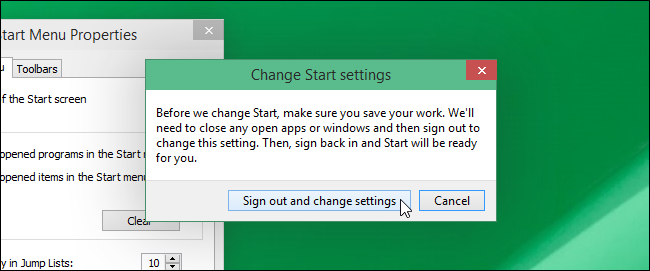 tart Menu Properties
u
Toolbars
f the Start screen
Change Start settings
Before we change Start, make sure you save your work. We'll
need to close any open apps or windows and then sign out to
change this setting. Then, sign back in and Start will be ready
for you.
opened programs in the Start
opened items in the Start menu
Sign out and change settings
Cancel
Clear
y in Jump Lists:
10